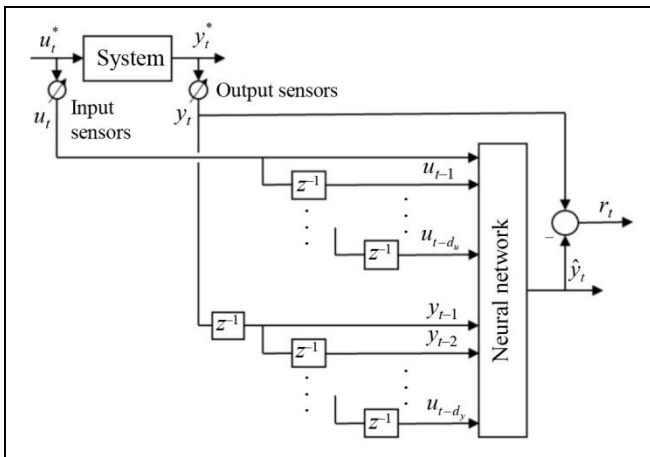 u*t System y*t
Output sensors
Input
sensors
ut yt
ut–1
z–1
z–1 ut–du
Neural network
rt
–
ŷt
yt–1
z–1
yt–2
z–1
z–1 ut–dy